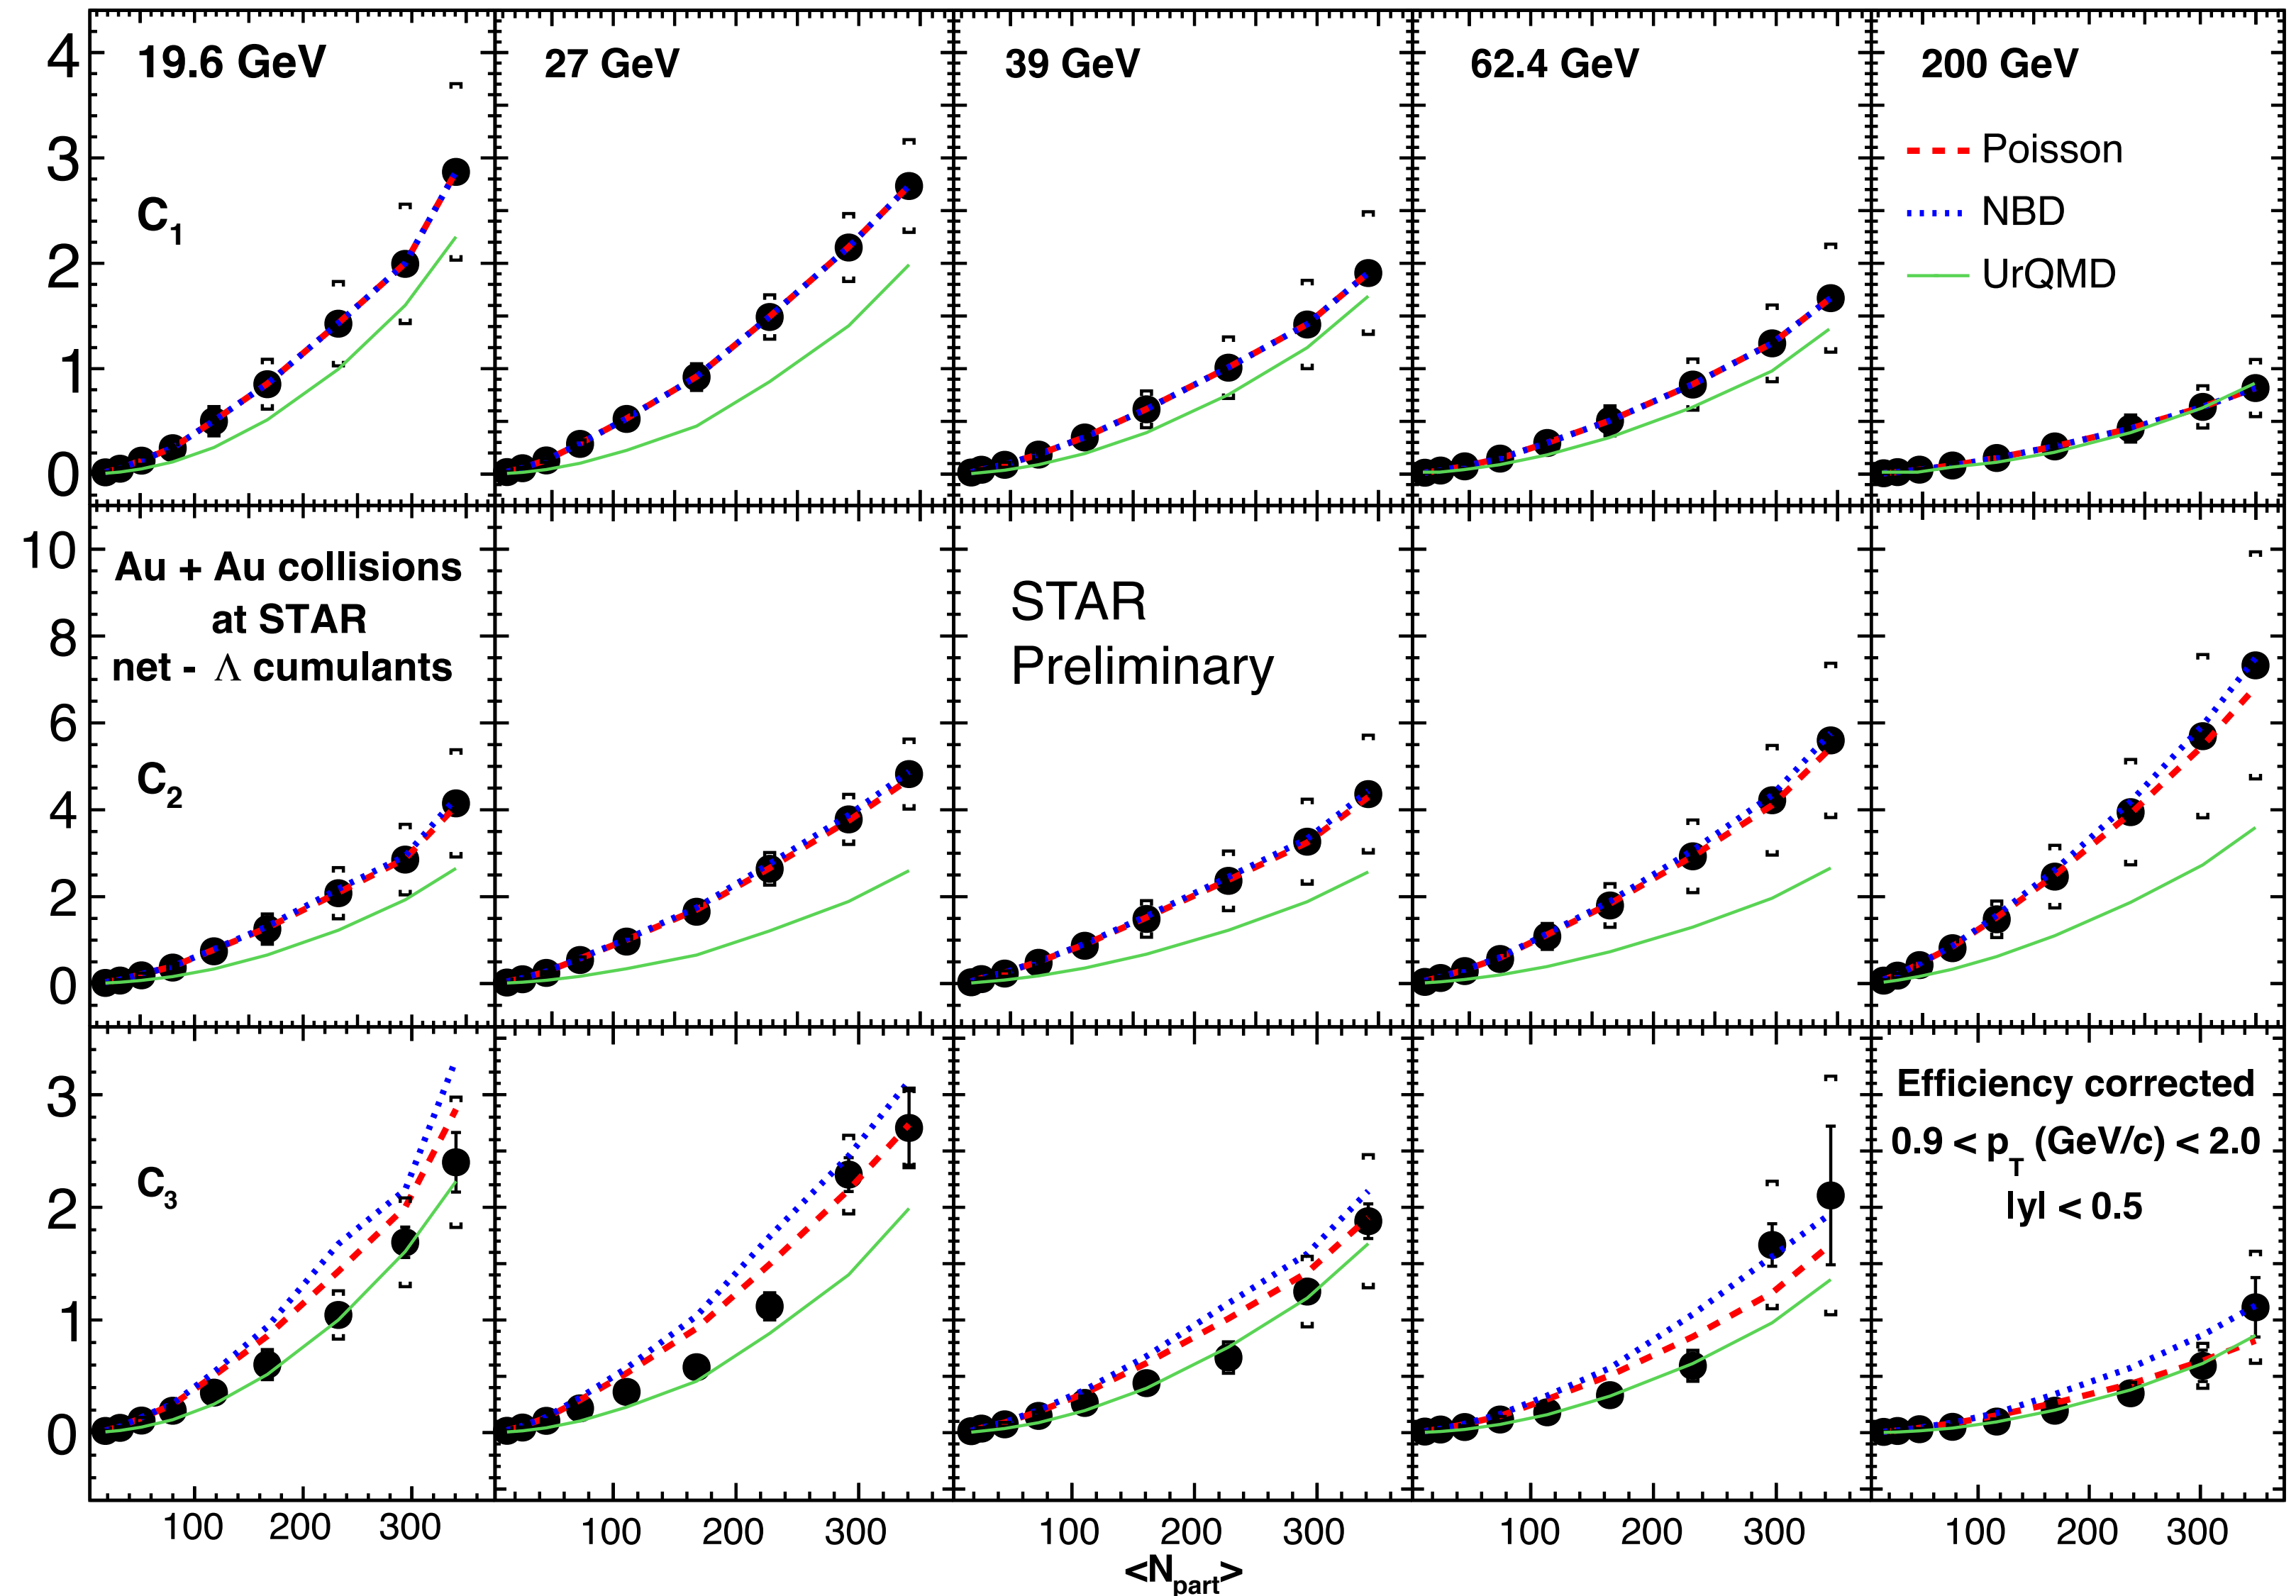 19.6 GeV
27 GeV
39 GeV
62.4 GeV
200 GeV
4
3
2
1
0
C1
Poisson
NBD
UrQMD
10
8
6
4
2
0
Au + Au collisions
at STAR
net - Λ cumulants
C2
STAR
Preliminary
3
2
1
0
C3
Efficiency corrected
0.9 < pT (GeV/c) < 2.0
|y| < 0.5
100 200 300
100 200 300
100 200 300
100 200 300
100 200 300
<Npart>